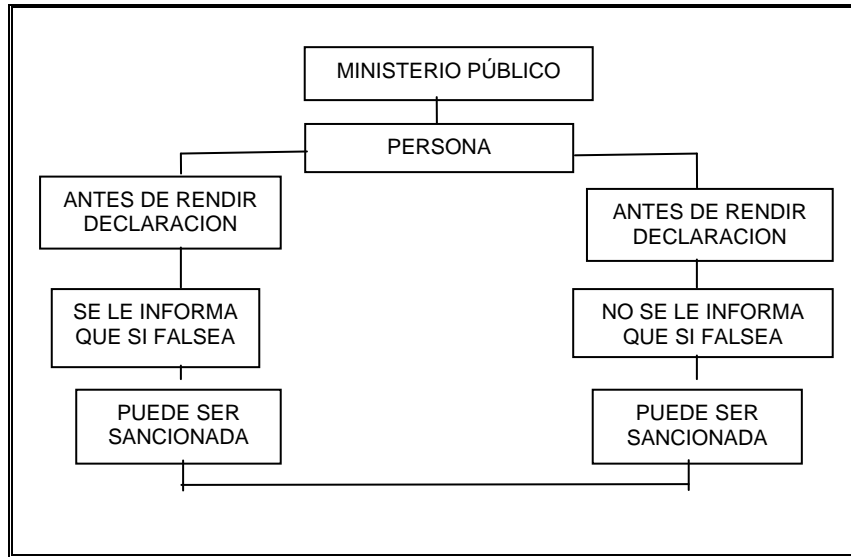 MINISTERIO PÚBLICO
PERSONA
ANTES DE RENDIR
DECLARACION
SE LE INFORMA
QUE SI FALSEA
PUEDE SER
SANCIONADA
ANTES DE RENDIR
DECLARACION
NO SE LE INFORMA
QUE SI FALSEA
PUEDE SER
SANCIONADA